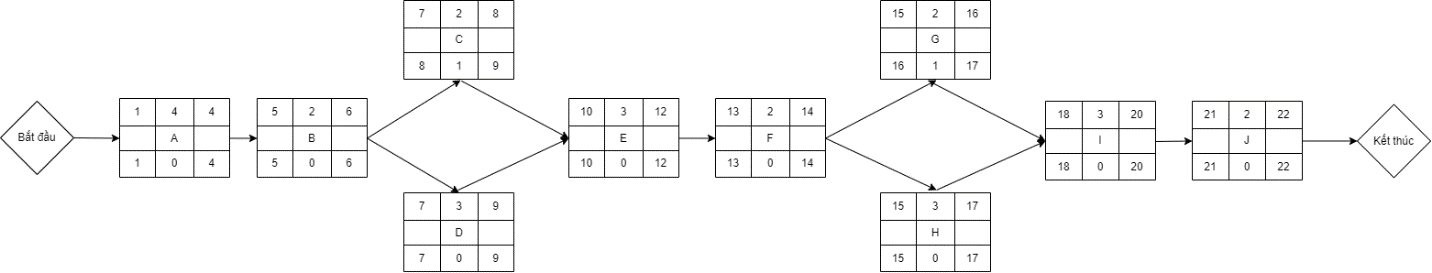 Bắt đầu
1 4 4
A
1 0 4
5 2 6
B
5 0 6
7 2 8
C
8 1 9
7 3 9
D
7 0 9
10 3 12
E
10 0 12
13 2 14
F
13 0 14
15 2 16
G
16 1 17
15 3 17
H
15 0 17
18 3 20
I
18 0 20
21 2 22
J
21 0 22
Kết thúc